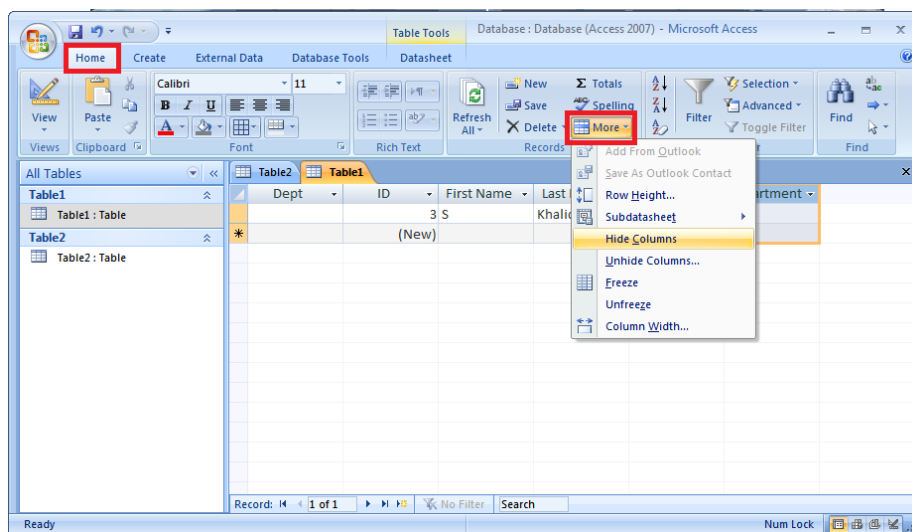 Table Tools Database : Database (Access 2007) - Microsoft Access
Home Create External Data Database Tools Datasheet
Calibri 11 New Σ Totals Selection
B I U Save Spelling Advanced
View Paste A Refresh All Delete More Filter Toggle Filter Find
Views Clipboard Font Rich Text Records Find
All Tables Table2 Table1
Table1 Dept ID First Name
Table1 : Table 3 S
Table2 (New)
Table2 : Table
Add From Outlook
Save As Outlook Contact
Row Height...
Subdatasheet
Hide Columns
Unhide Columns...
Freeze
Unfreeze
Column Width...
Record: 1 of 1 No Filter Search
Ready Num Lock